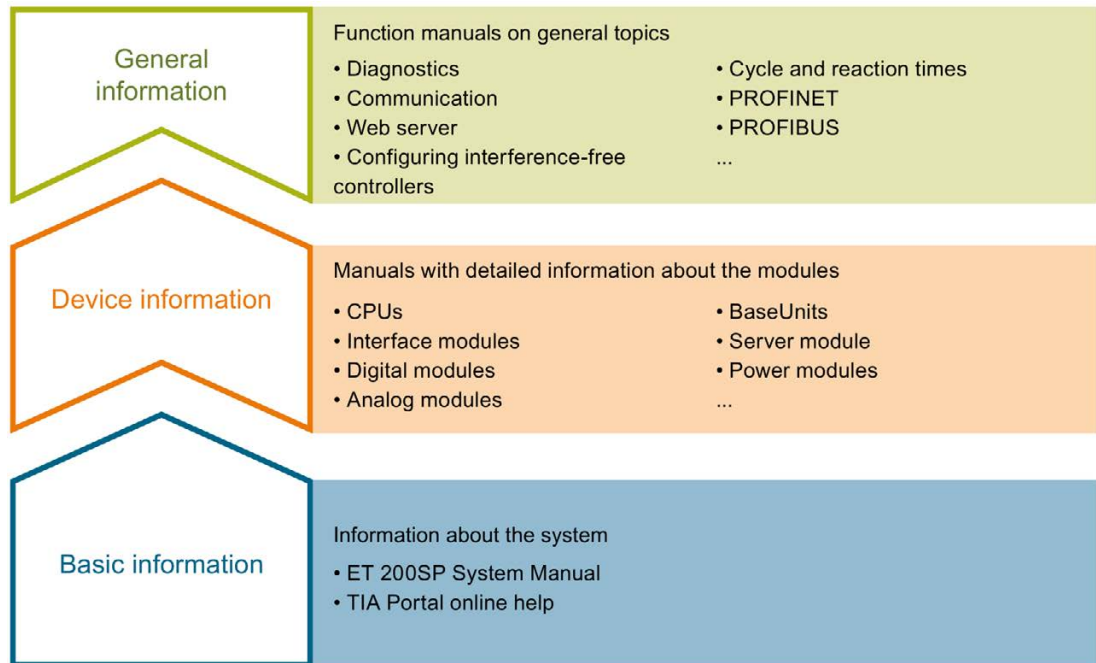 General
information
Function manuals on general topics
• Diagnostics
• Communication
• Web server
• Configuring interference-free
controllers
• Cycle and reaction times
• PROFINET
• PROFIBUS
...
Device information
Manuals with detailed information about the modules
• CPUs
• Interface modules
• Digital modules
• Analog modules
• BaseUnits
• Server module
• Power modules
...
Basic information
Information about the system
• ET 200SP System Manual
• TIA Portal online help